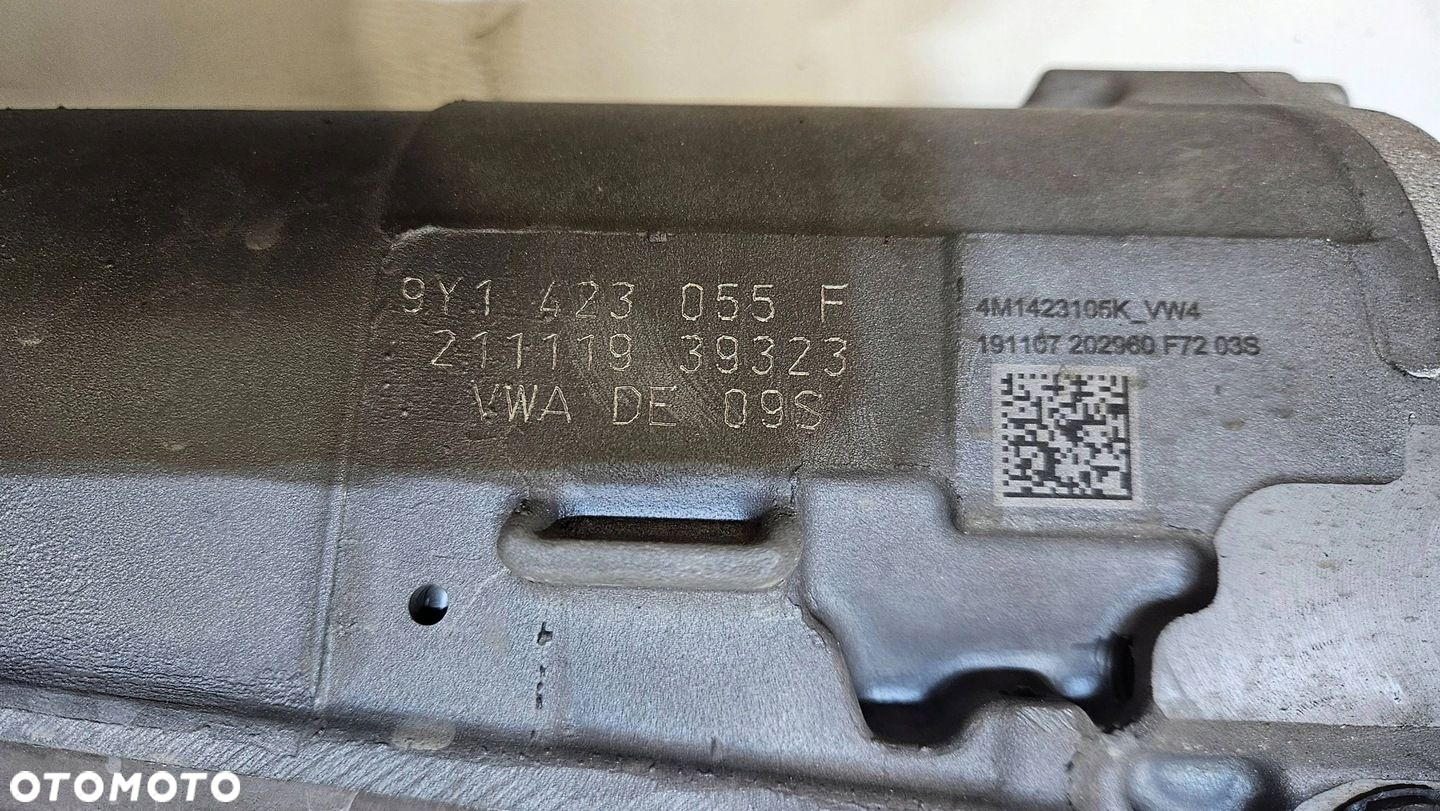 9Y1 423 055 F
211119 39323
VWA DE 09S
4M1423105K_VW4
191107 202960 F72 03S
OTOMOTO